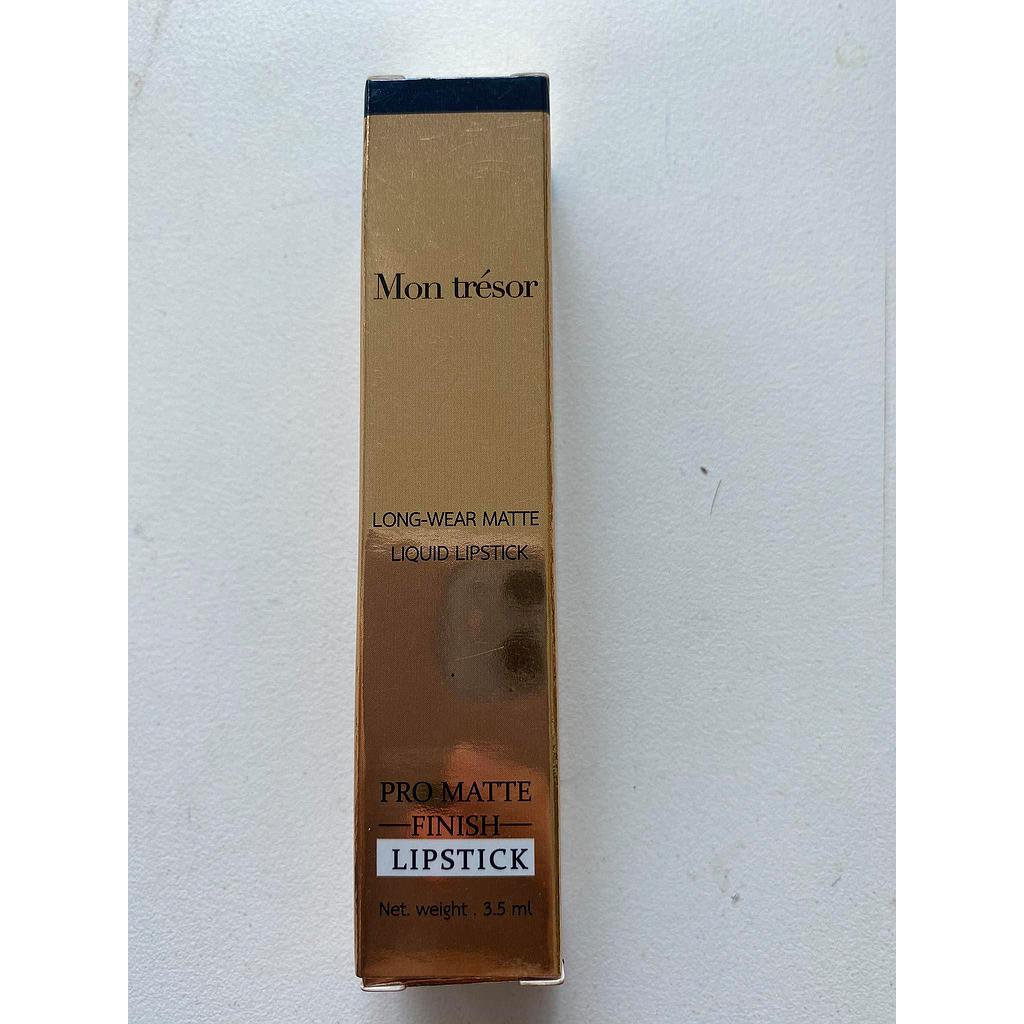 Mon trésor
LONG-WEAR MATTE
LIQUID LIPSTICK
PRO MATTE
FINISH
LIPSTICK
Net. weight . 3.5 ml